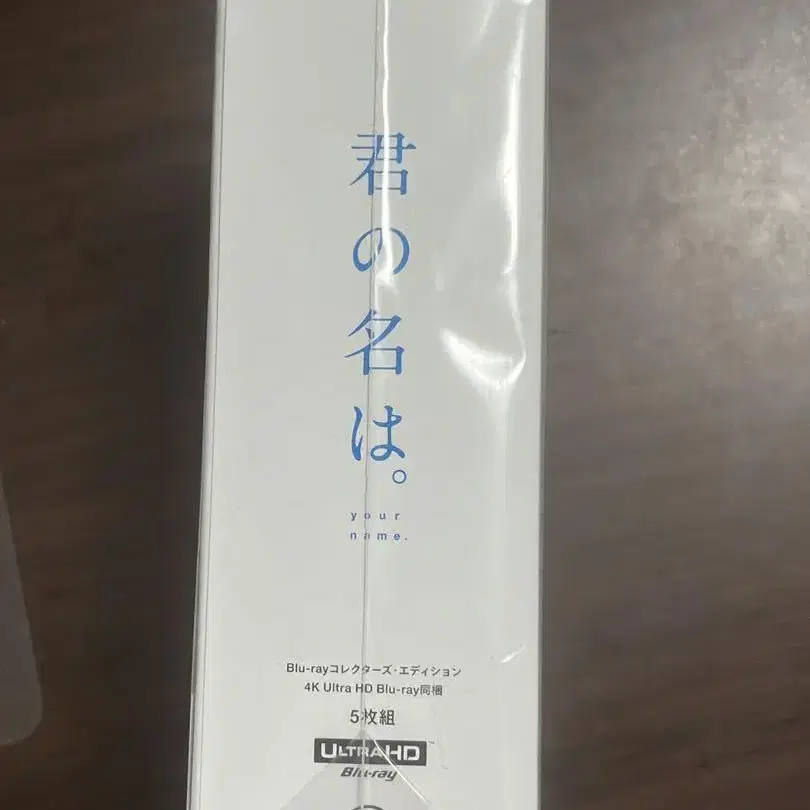 君の名は。
your
name.
Blu-rayコレクターズ・エディション
4K Ultra HD Blu-ray同梱
5枚組
ULTRA HD™
Blu-ray